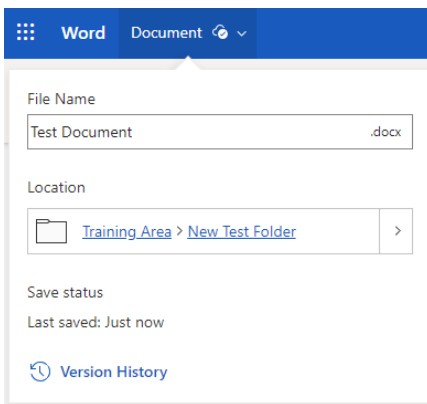 Word Document
File Name
Test Document .docx
Location
Training Area > New Test Folder >
Save status
Last saved: Just now
Version History